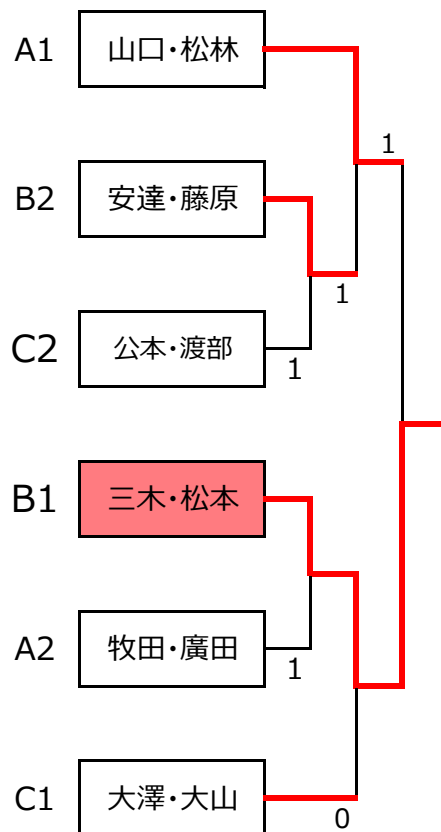 A1 山口・松林
1
B2 安達・藤原
1
C2 公本・渡部
1
B1 三木・松本
A2 牧田・廣田
1
C1 大澤・大山
0